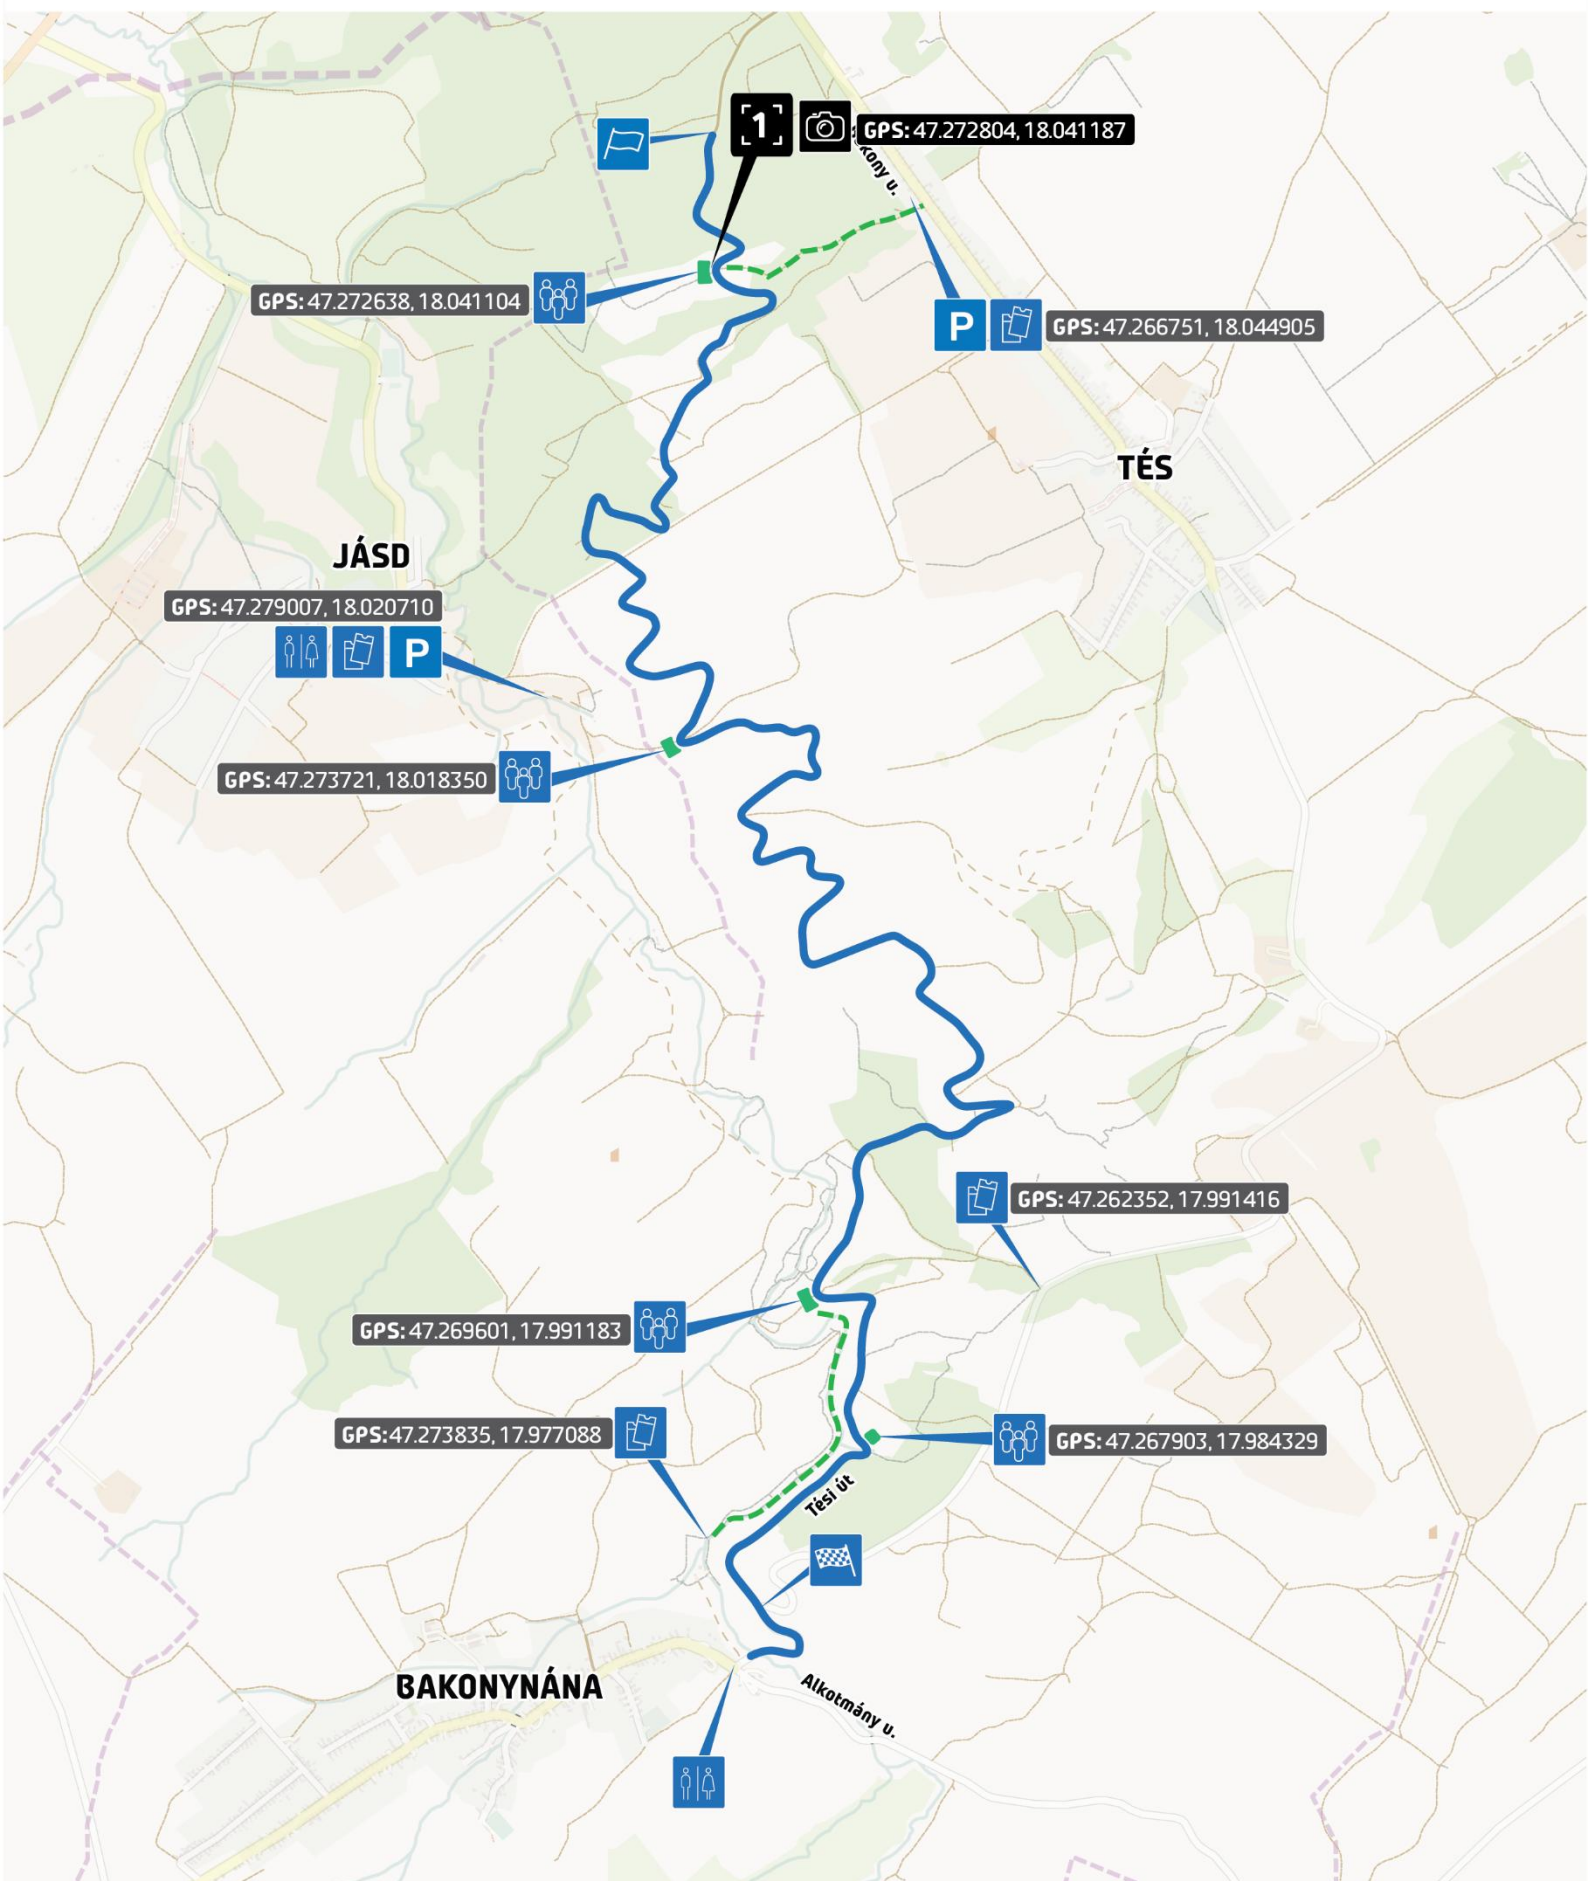 1
GPS: 47.272804, 18.041187
kony u.
GPS: 47.272638, 18.041104
P
GPS: 47.266751, 18.044905
TÉS
JÁSD
GPS: 47.279007, 18.020710
P
GPS: 47.273721, 18.018350
GPS: 47.262352, 17.991416
GPS: 47.269601, 17.991183
GPS: 47.273835, 17.977088
GPS: 47.267903, 17.984329
Tési út
BAKONYNÁNA
Alkotmány u.